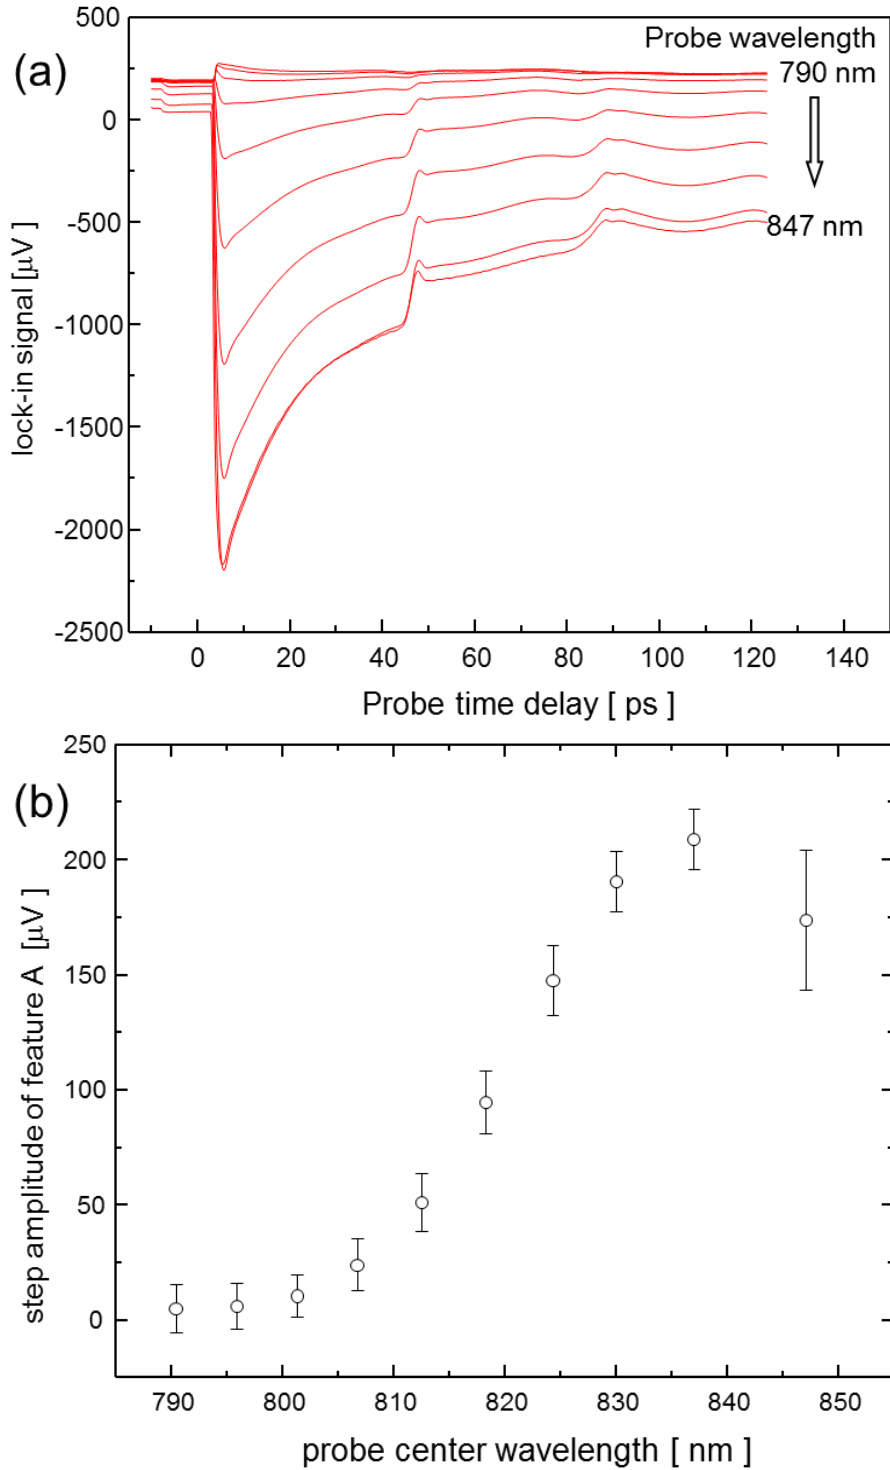 (a)
Probe wavelength
790 nm
847 nm
500
0
-500
-1000
-1500
-2000
-2500
lock-in signal [μV]
0 20 40 60 80 100 120 140
Probe time delay [ ps ]
(b)
250
200
150
100
50
0
step amplitude of feature A [μV ]
790 800 810 820 830 840 850
probe center wavelength [ nm ]